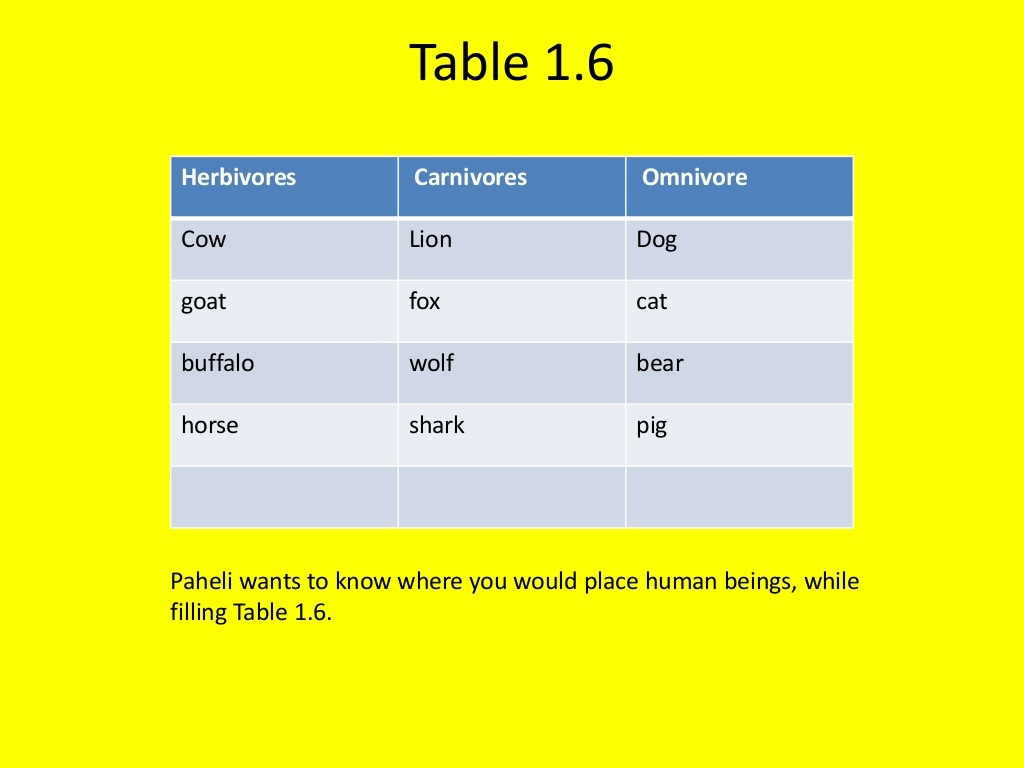 Table 1.6
Herbivores Carnivores Omnivore
Cow Lion Dog
goat fox cat
buffalo wolf bear
horse shark pig
Paheli wants to know where you would place human beings, while
filling Table 1.6.